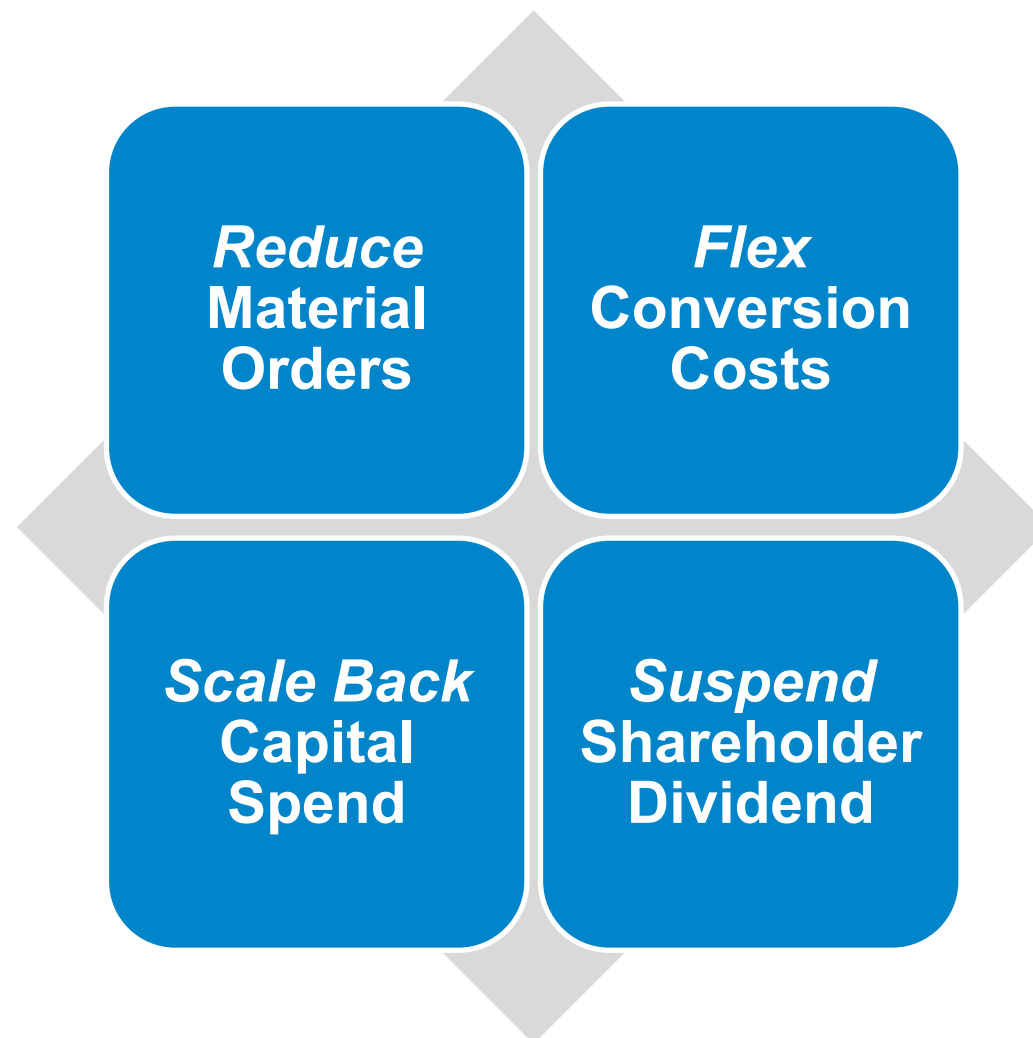 Reduce
Material
Orders
Flex
Conversion
Costs
Scale Back
Capital
Spend
Suspend
Shareholder
Dividend